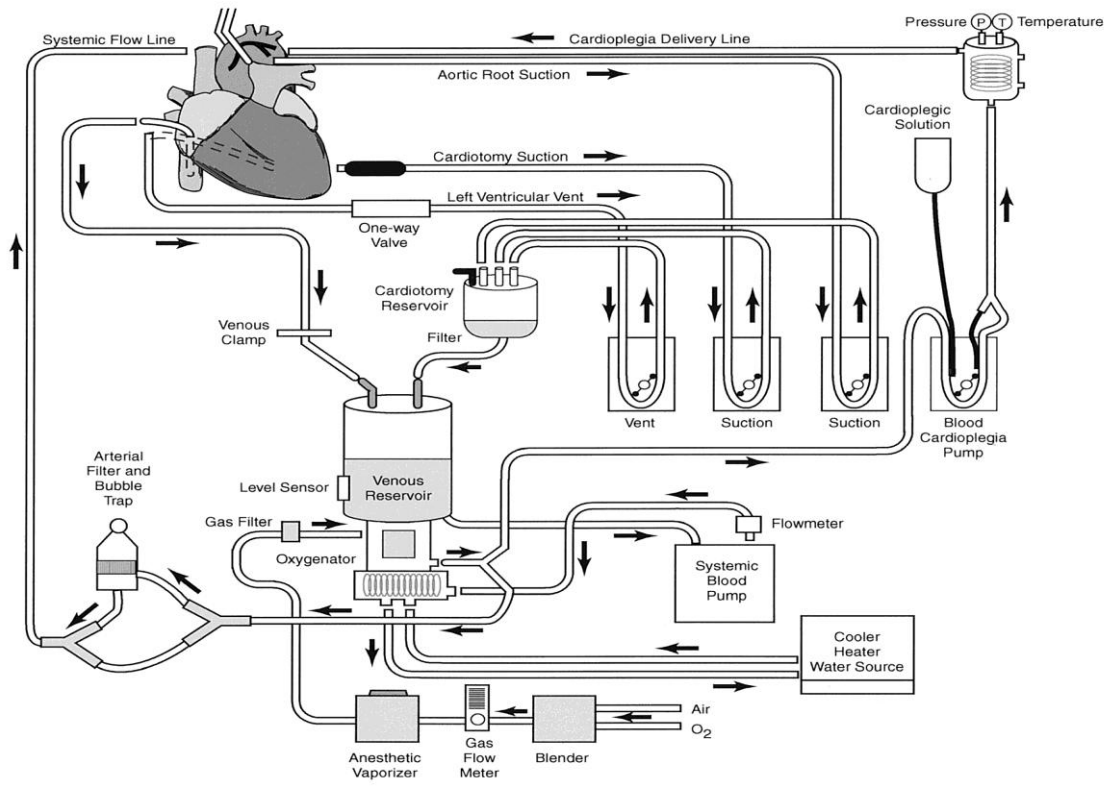 Pressure P T Temperature
Systemic Flow Line
Cardioplegia Delivery Line
Aortic Root Suction
Cardioplegic
Solution
Cardiotomy Suction
Left Ventricular Vent
One-way
Valve
Cardiotomy
Reservoir
Venous
Clamp
Filter
Vent
Suction
Suction
Blood
Cardioplegia
Pump
Arterial
Filter and
Bubble
Trap
Level Sensor
Venous
Reservoir
Gas Filter
Flowmeter
Oxygenator
Systemic
Blood
Pump
Cooler
Heater
Water Source
Air
O2
Anesthetic
Vaporizer
Gas
Flow
Meter
Blender